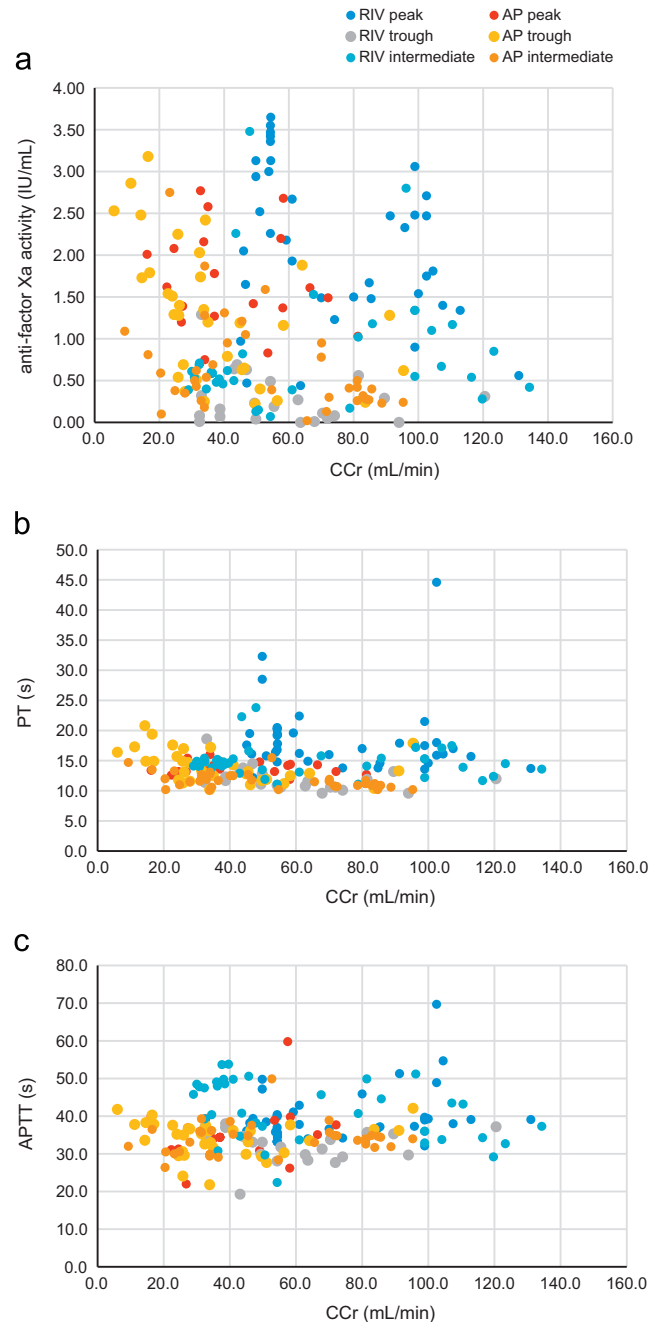 RIV peak AP peak
RIV trough AP trough
RIV intermediate AP intermediate
a
anti-factor Xa activity (IU/mL)
4.00
3.50
3.00
2.50
2.00
1.50
1.00
0.50
0.00
0.0 20.0 40.0 60.0 80.0 100.0 120.0 140.0 160.0
CCr (mL/min)
b
PT (s)
50.0
45.0
40.0
35.0
30.0
25.0
20.0
15.0
10.0
5.0
0.0
0.0 20.0 40.0 60.0 80.0 100.0 120.0 140.0 160.0
CCr (mL/min)
c
APTT (s)
80.0
70.0
60.0
50.0
40.0
30.0
20.0
10.0
0.0
0.0 20.0 40.0 60.0 80.0 100.0 120.0 140.0 160.0
CCr (mL/min)